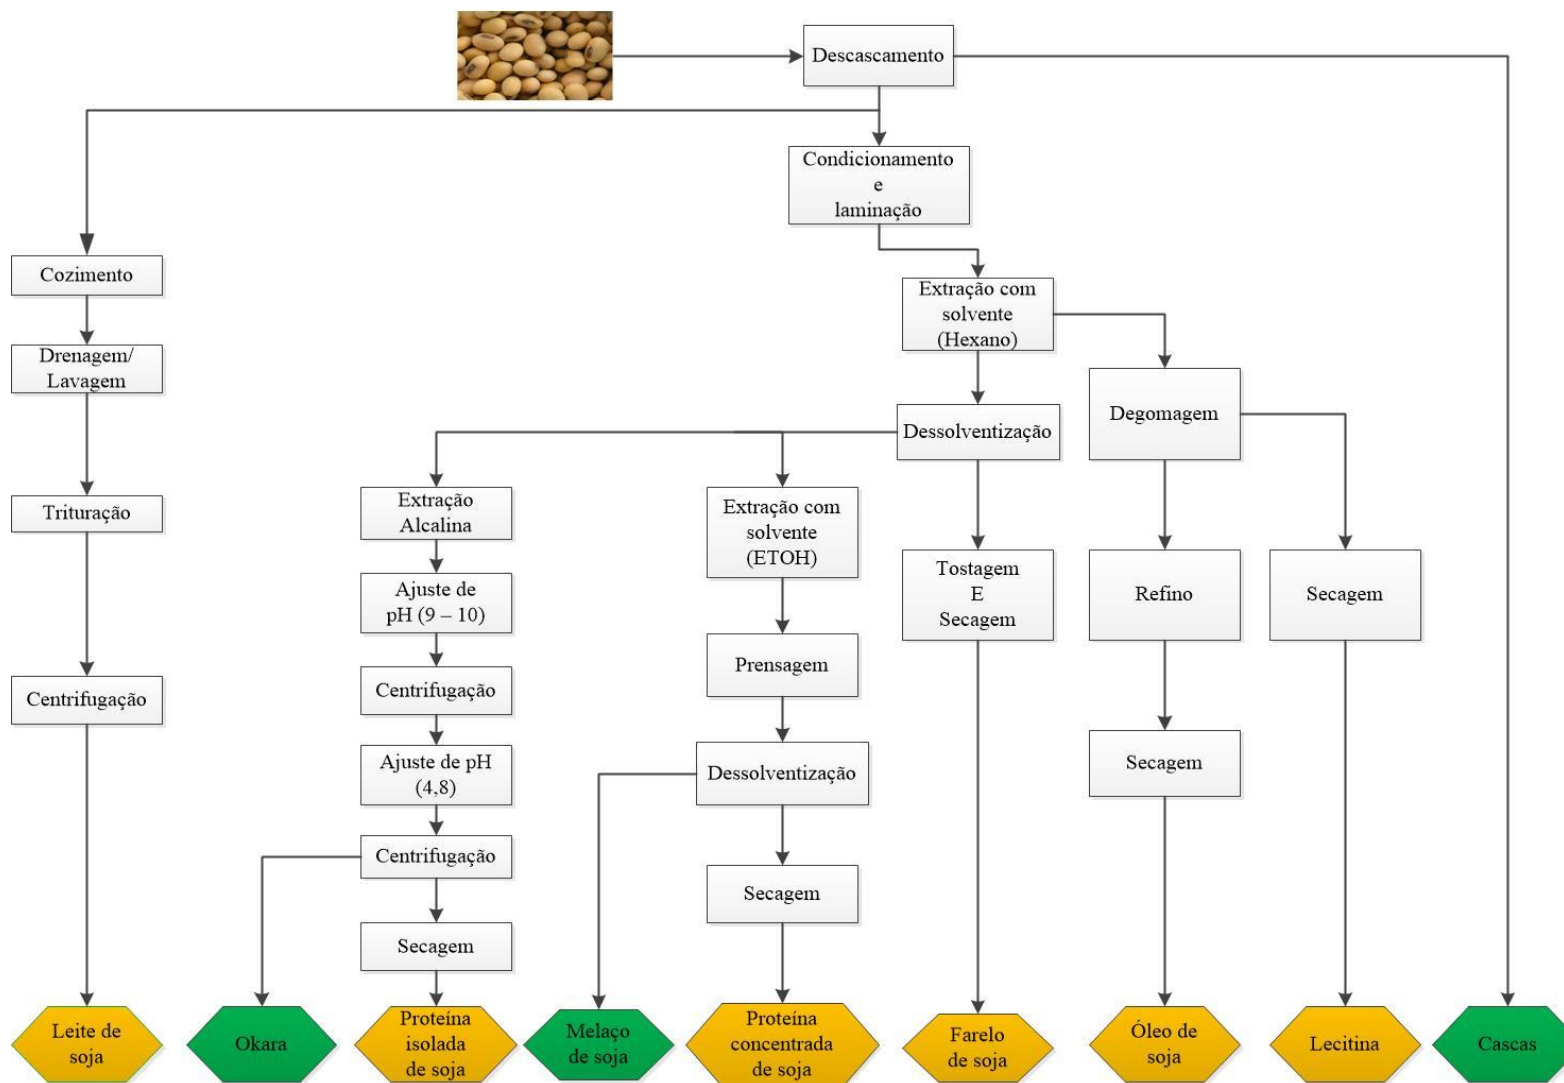 Descascamento
Condicionamento
e
laminação
Cozimento
Extração com
solvente
(Hexano)
Drenagem/
Lavagem
Degomagem
Dessolventização
Trituração
Extração
Alcalina
Extração com
solvente
(ETOH)
Tostagem
E
Secagem
Refino
Secagem
Ajuste de
pH (9 – 10)
Prensagem
Centrifugação
Centrifugação
Ajuste de pH
(4,8)
Dessolventização
Secagem
Centrifugação
Secagem
Secagem
Leite de
soja
Okara
Proteína
isolada
de soja
Melaço
de soja
Proteína
concentrada
de soja
Farelo
de soja
Óleo de
soja
Lecitina
Cascas